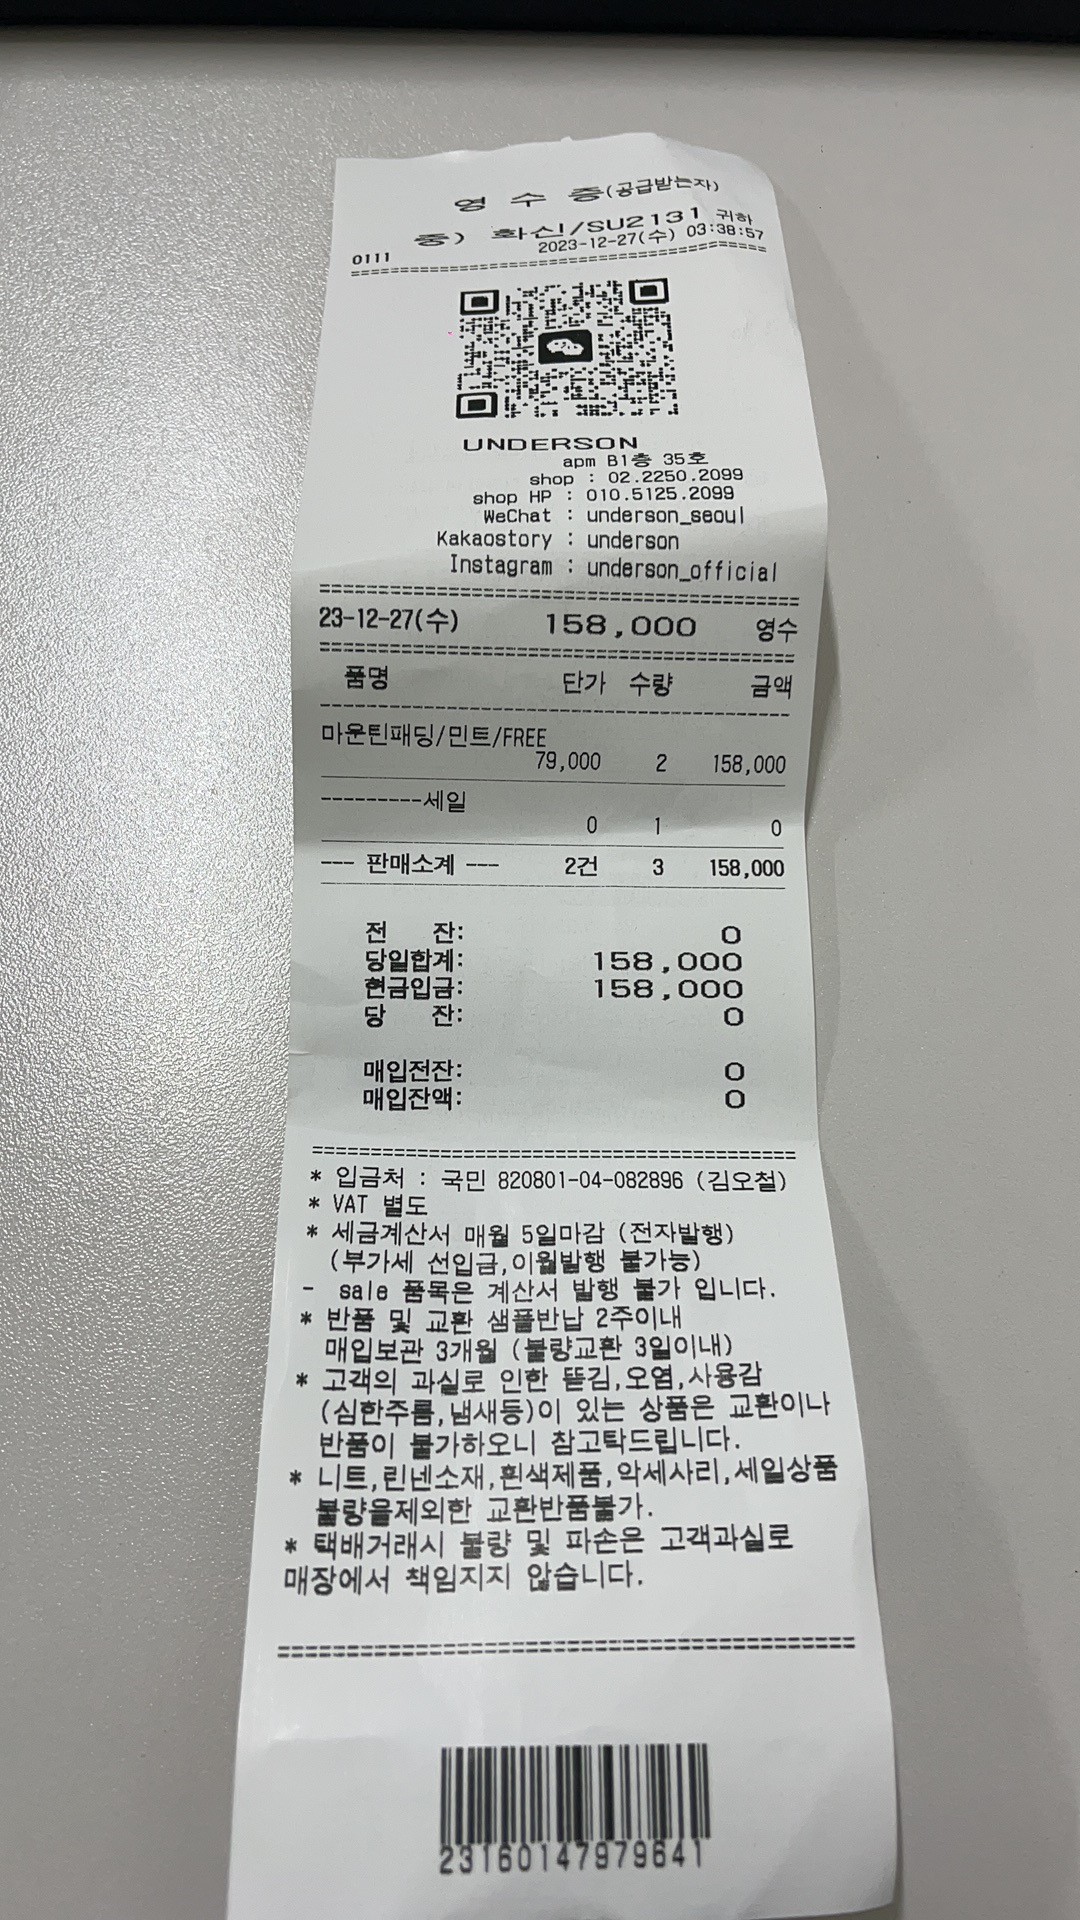 영 수 증(공급받는자)
중) 화신/SU2131 귀하
0111 2023-12-27(수) 03:38:57
==================================================
UNDERSON
apm B1층 35호
shop : 02.2250.2099
shop HP : 010.5125.2099
WeChat : underson_seoul
Kakaostory : underson
Instagram : underson_official
==================================================
23-12-27(수) 158,000 영수
==================================================
품명 단가 수량 금액
--------------------------------------------------
마운틴패딩/민트/FREE
79,000 2 158,000
---------세일
0 1 0
--- 판매소계 --- 2건 3 158,000
전 잔: 0
당일합계: 158,000
현금입금: 158,000
당 잔: 0
매입전잔: 0
매입잔액: 0
==================================================
* 입금처 : 국민 820801-04-082896 (김오철)
* VAT 별도
* 세금계산서 매월 5일마감 (전자발행)
(부가세 선입금,이월발행 불가능)
- sale 품목은 계산서 발행 불가 입니다.
* 반품 및 교환 샘플반납 2주이내
매입보관 3개월 (불량교환 3일이내)
* 고객의 과실로 인한 뜯김,오염,사용감
(심한주름,냄새등)이 있는 상품은 교환이나
반품이 불가하오니 참고탁드립니다.
* 니트,린넨소재,흰색제품,악세사리,세일상품
불량을제외한 교환반품불가.
* 택배거래시 불량 및 파손은 고객과실로
매장에서 책임지지 않습니다.
==================================================
23160147979641